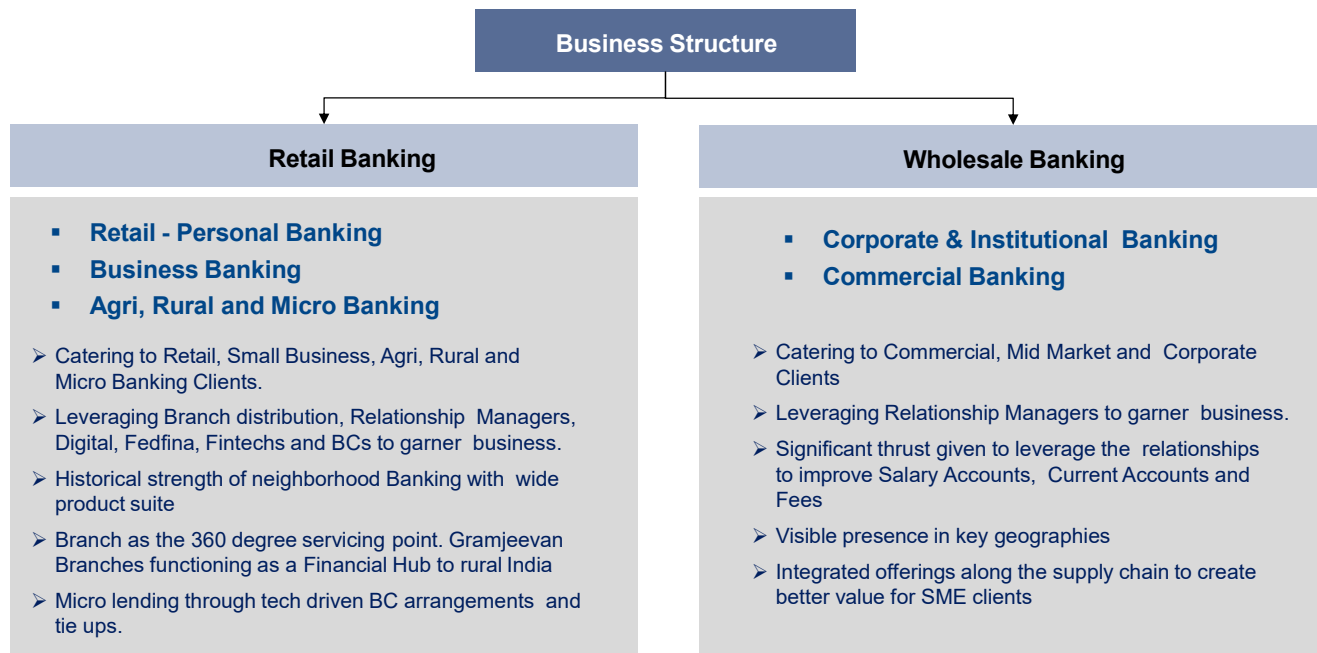 Business Structure
Retail Banking
▪ Retail - Personal Banking
▪ Business Banking
▪ Agri, Rural and Micro Banking
➢ Catering to Retail, Small Business, Agri, Rural and
Micro Banking Clients.
➢ Leveraging Branch distribution, Relationship Managers,
Digital, Fedfina, Fintechs and BCs to garner business.
➢ Historical strength of neighborhood Banking with wide
product suite
➢ Branch as the 360 degree servicing point. Gramjeevan
Branches functioning as a Financial Hub to rural India
➢ Micro lending through tech driven BC arrangements and
tie ups.
Wholesale Banking
▪ Corporate & Institutional Banking
▪ Commercial Banking
➢ Catering to Commercial, Mid Market and Corporate
Clients
➢ Leveraging Relationship Managers to garner business.
➢ Significant thrust given to leverage the relationships
to improve Salary Accounts, Current Accounts and
Fees
➢ Visible presence in key geographies
➢ Integrated offerings along the supply chain to create
better value for SME clients